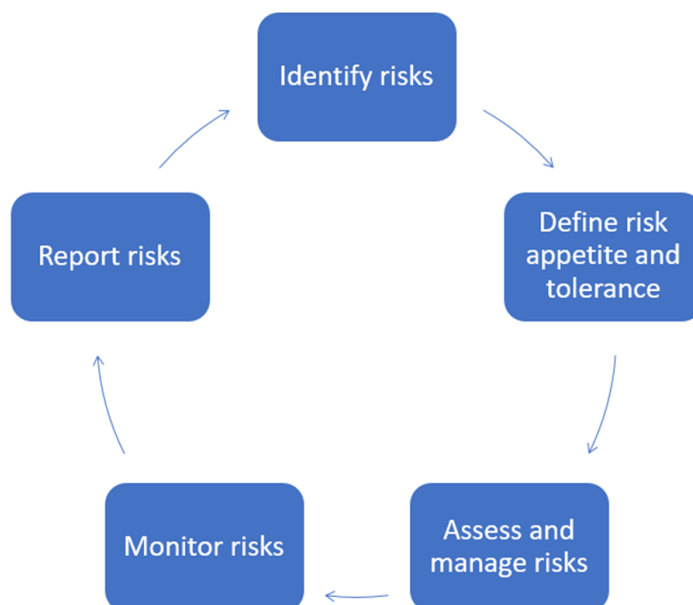 Identify risks
Define risk
appetite and
tolerance
Assess and
manage risks
Monitor risks
Report risks